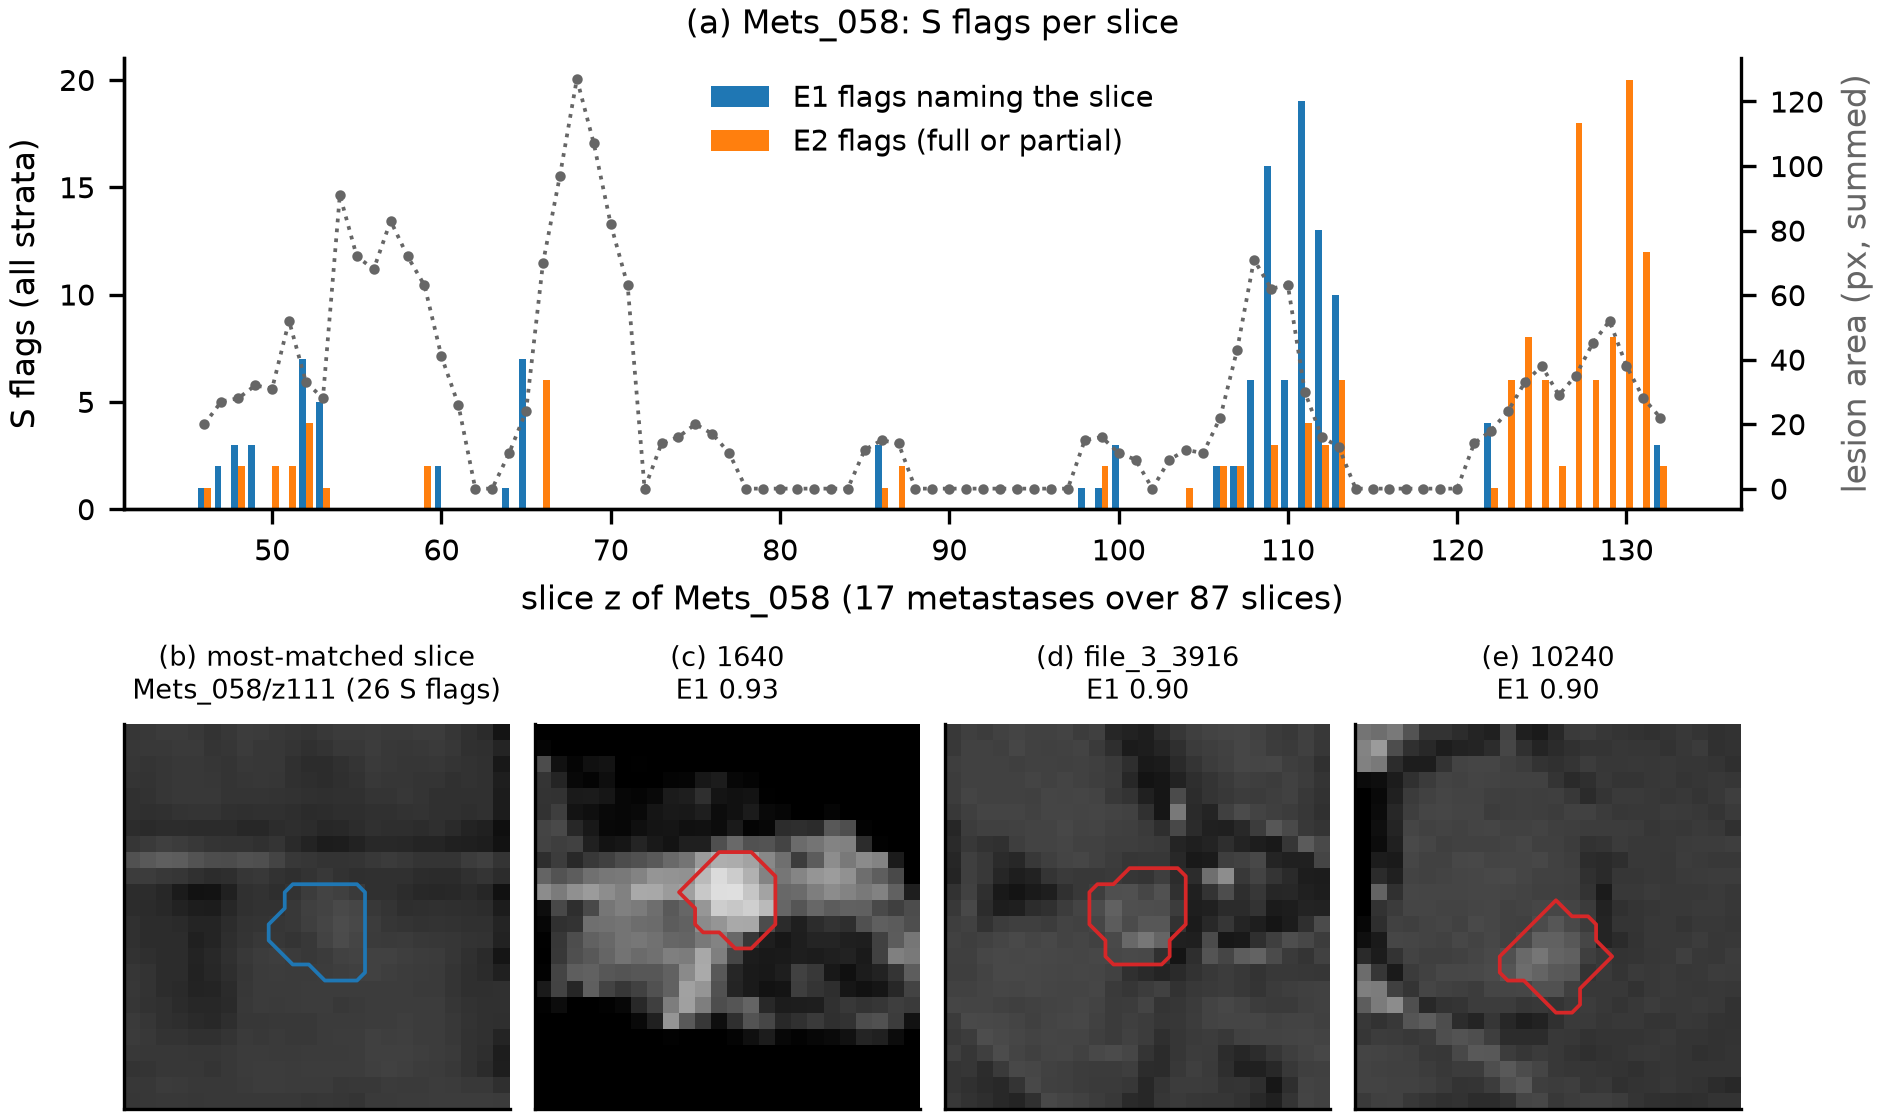 (a) Mets_058: S flags per slice
E1 flags naming the slice
E2 flags (full or partial)
S flags (all strata)
20
15
10
5
0
lesion area (px, summed)
120
100
80
60
40
20
0
50 60 70 80 90 100 110 120 130
slice z of Mets_058 (17 metastases over 87 slices)
(b) most-matched slice
Mets_058/z111 (26 S flags)
(c) 1640
E1 0.93
(d) file_3_3916
E1 0.90
(e) 10240
E1 0.90